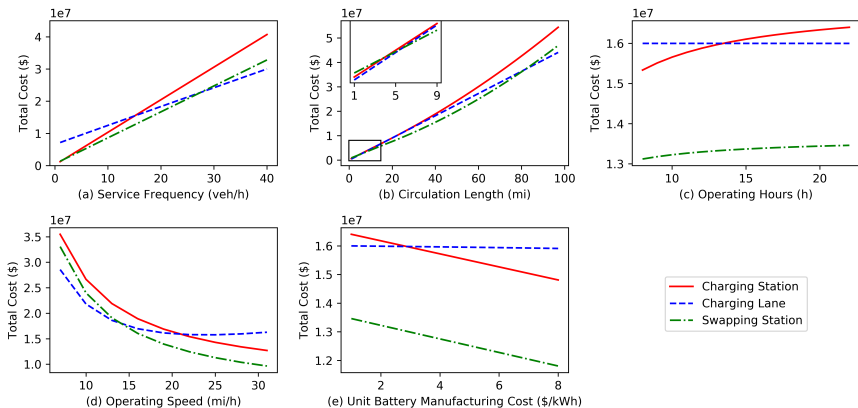 1e7
1e7
1e7
Total Cost ($)
4
3
2
1
0
0
10
20
30
40
(a) Service Frequency (veh/h)
Total Cost ($)
5
4
3
2
1
0
1
5
9
0
20
40
60
80
100
(b) Circulation Length (mi)
Total Cost ($)
1.6
1.5
1.4
1.3
10
15
20
(c) Operating Hours (h)
1e7
1e7
Total Cost ($)
3.5
3.0
2.5
2.0
1.5
1.0
10
15
20
25
30
(d) Operating Speed (mi/h)
Total Cost ($)
1.6
1.5
1.4
1.3
1.2
2
4
6
8
(e) Unit Battery Manufacturing Cost ($/kWh)
Charging Station
Charging Lane
Swapping Station